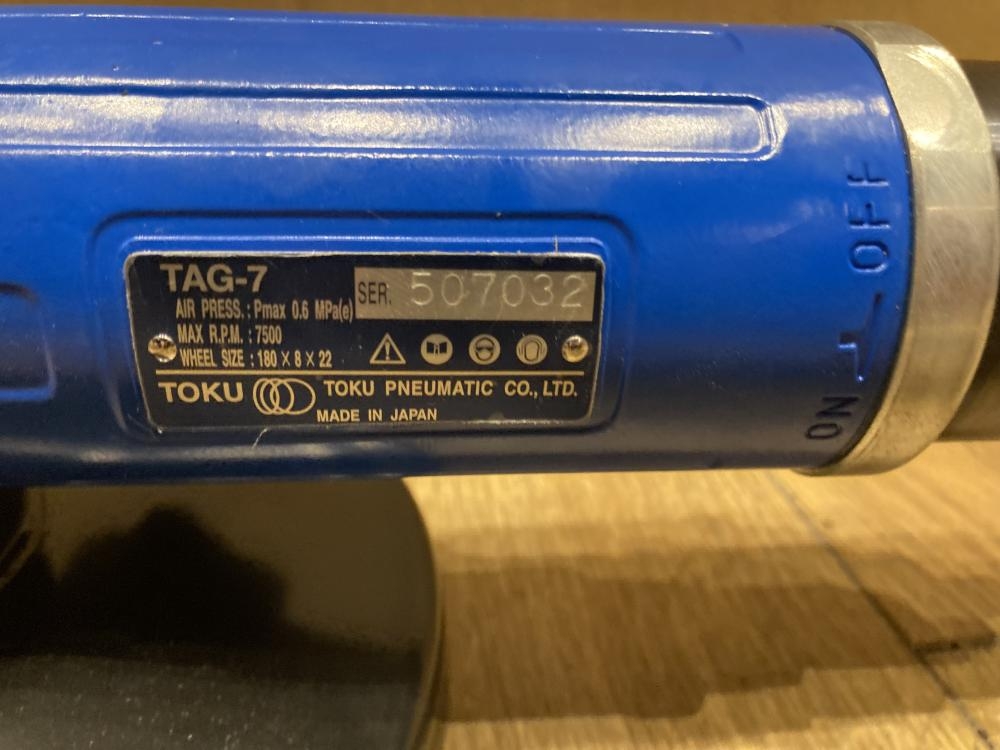 TAG-7
SER. 507032
AIR PRESS.: Pmax 0.6 MPa(e)
MAX R.P.M. : 7500
WHEEL SIZE : 180 × 8 × 22
TOKU TOKU PNEUMATIC CO., LTD.
MADE IN JAPAN
OFF
ON